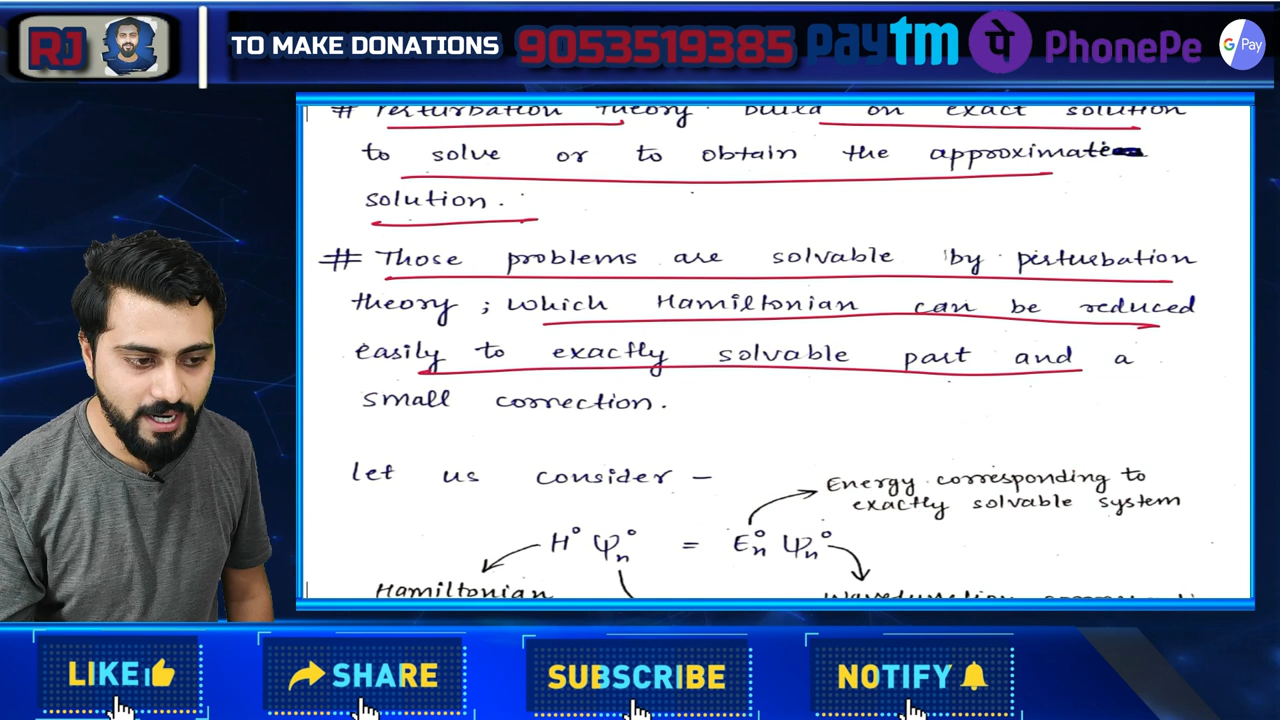 RJ
TO MAKE DONATIONS 9053519385 paytm पे PhonePe G Pay
# Perturbation theory build on exact solution
to solve or to obtain the approximate
solution.
# Those problems are solvable by perturbation
theory ; which Hamiltonian can be reduced
easily to exactly solvable part and a
small correction.
let us consider –
Energy corresponding to
exactly solvable system
H° ψn° = En° ψn°
Hamiltonian
LIKE SHARE SUBSCRIBE NOTIFY